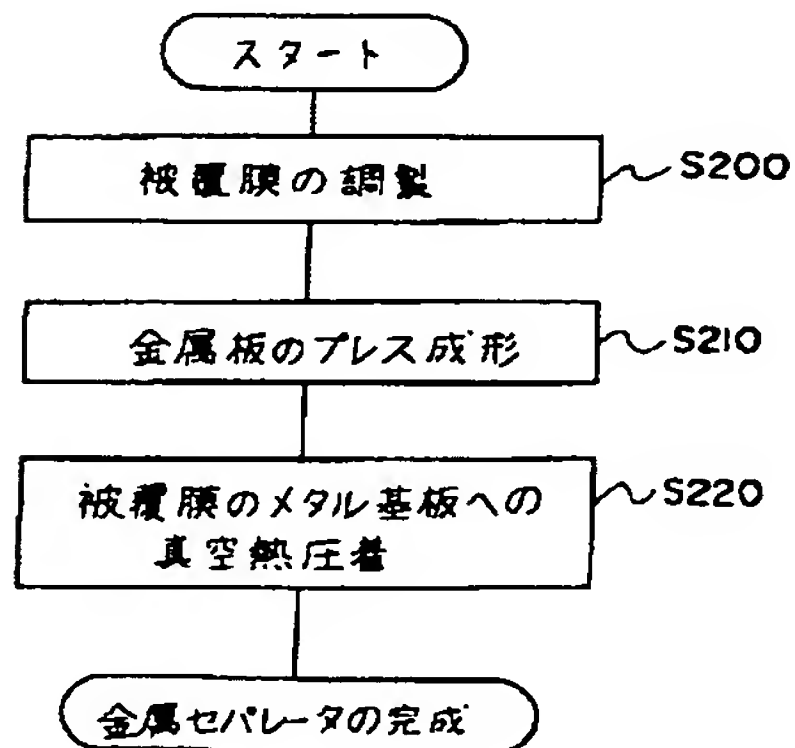 スタート
被覆膜の調製
S200
金属板のプレス成形
S210
被覆膜のメタル基板への
真空熱圧着
S220
金属セパレータの完成